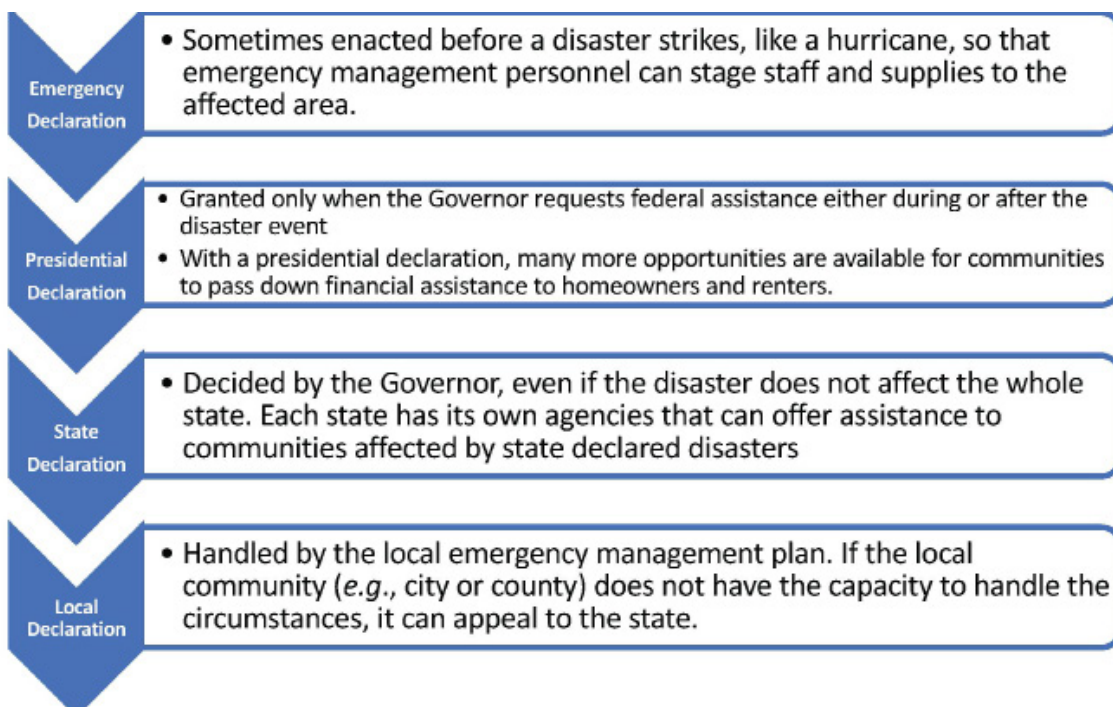 Emergency
Declaration
• Sometimes enacted before a disaster strikes, like a hurricane, so that
emergency management personnel can stage staff and supplies to the
affected area.
Presidential
Declaration
• Granted only when the Governor requests federal assistance either during or after the
disaster event
• With a presidential declaration, many more opportunities are available for communities
to pass down financial assistance to homeowners and renters.
State
Declaration
• Decided by the Governor, even if the disaster does not affect the whole
state. Each state has its own agencies that can offer assistance to
communities affected by state declared disasters
Local
Declaration
• Handled by the local emergency management plan. If the local
community (e.g., city or county) does not have the capacity to handle the
circumstances, it can appeal to the state.